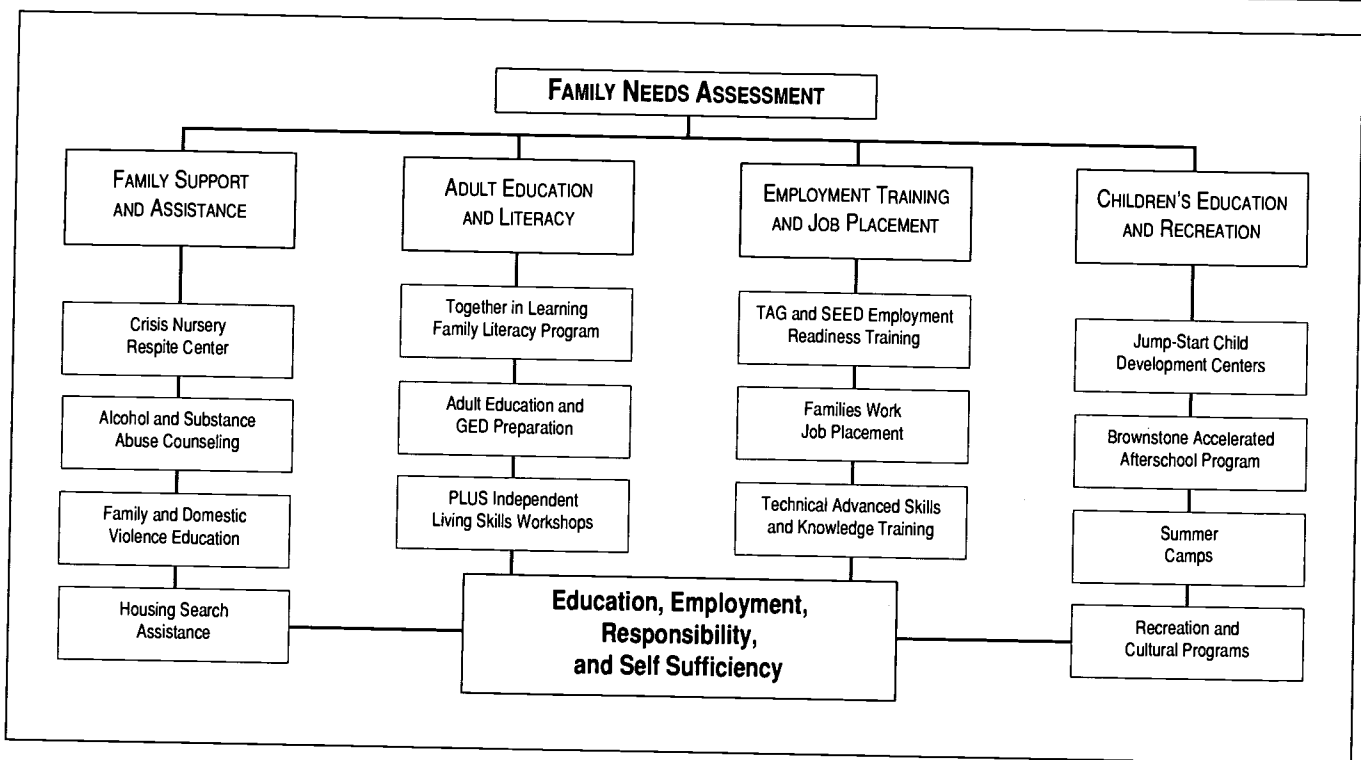 FAMILY NEEDS ASSESSMENT
FAMILY SUPPORT
AND ASSISTANCE
Crisis Nursery
Respite Center
Alcohol and Substance
Abuse Counseling
Family and Domestic
Violence Education
Housing Search
Assistance
ADULT EDUCATION
AND LITERACY
Together in Learning
Family Literacy Program
Adult Education and
GED Preparation
PLUS Independent
Living Skills Workshops
EMPLOYMENT TRAINING
AND JOB PLACEMENT
TAG and SEED Employment
Readiness Training
Families Work
Job Placement
Technical Advanced Skills
and Knowledge Training
CHILDREN'S EDUCATION
AND RECREATION
Jump-Start Child
Development Centers
Brownstone Accelerated
Afterschool Program
Summer
Camps
Recreation and
Cultural Programs
Education, Employment,
Responsibility,
and Self Sufficiency